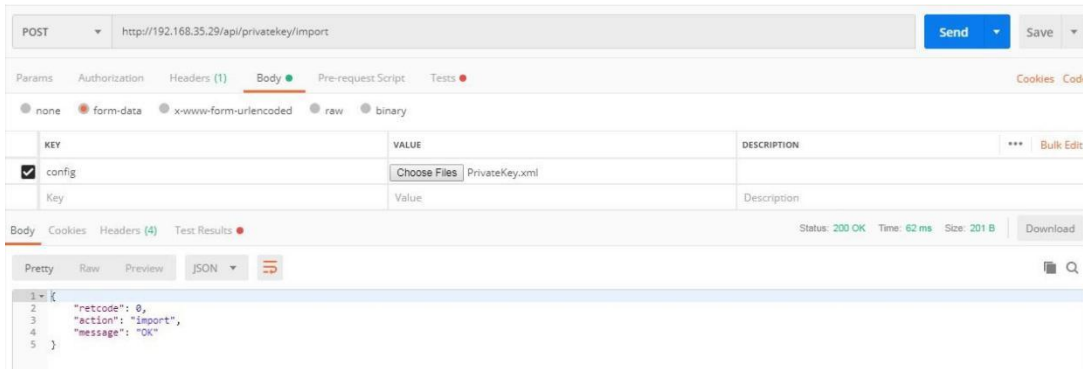 POST http://192.168.35.29/api/privatekey/import Send Save
Params Authorization Headers (1) Body Pre-request Script Tests Cookies Code
none form-data x-www-form-urlencoded raw binary
KEY VALUE DESCRIPTION ••• Bulk Edit
config Choose Files PrivateKey.xml
Key Value Description
Body Cookies Headers (4) Test Results Status: 200 OK Time: 62 ms Size: 201 B Download
Pretty Raw Preview JSON
1 {
2 "retcode": 0,
3 "action": "import",
4 "message": "OK"
5 }